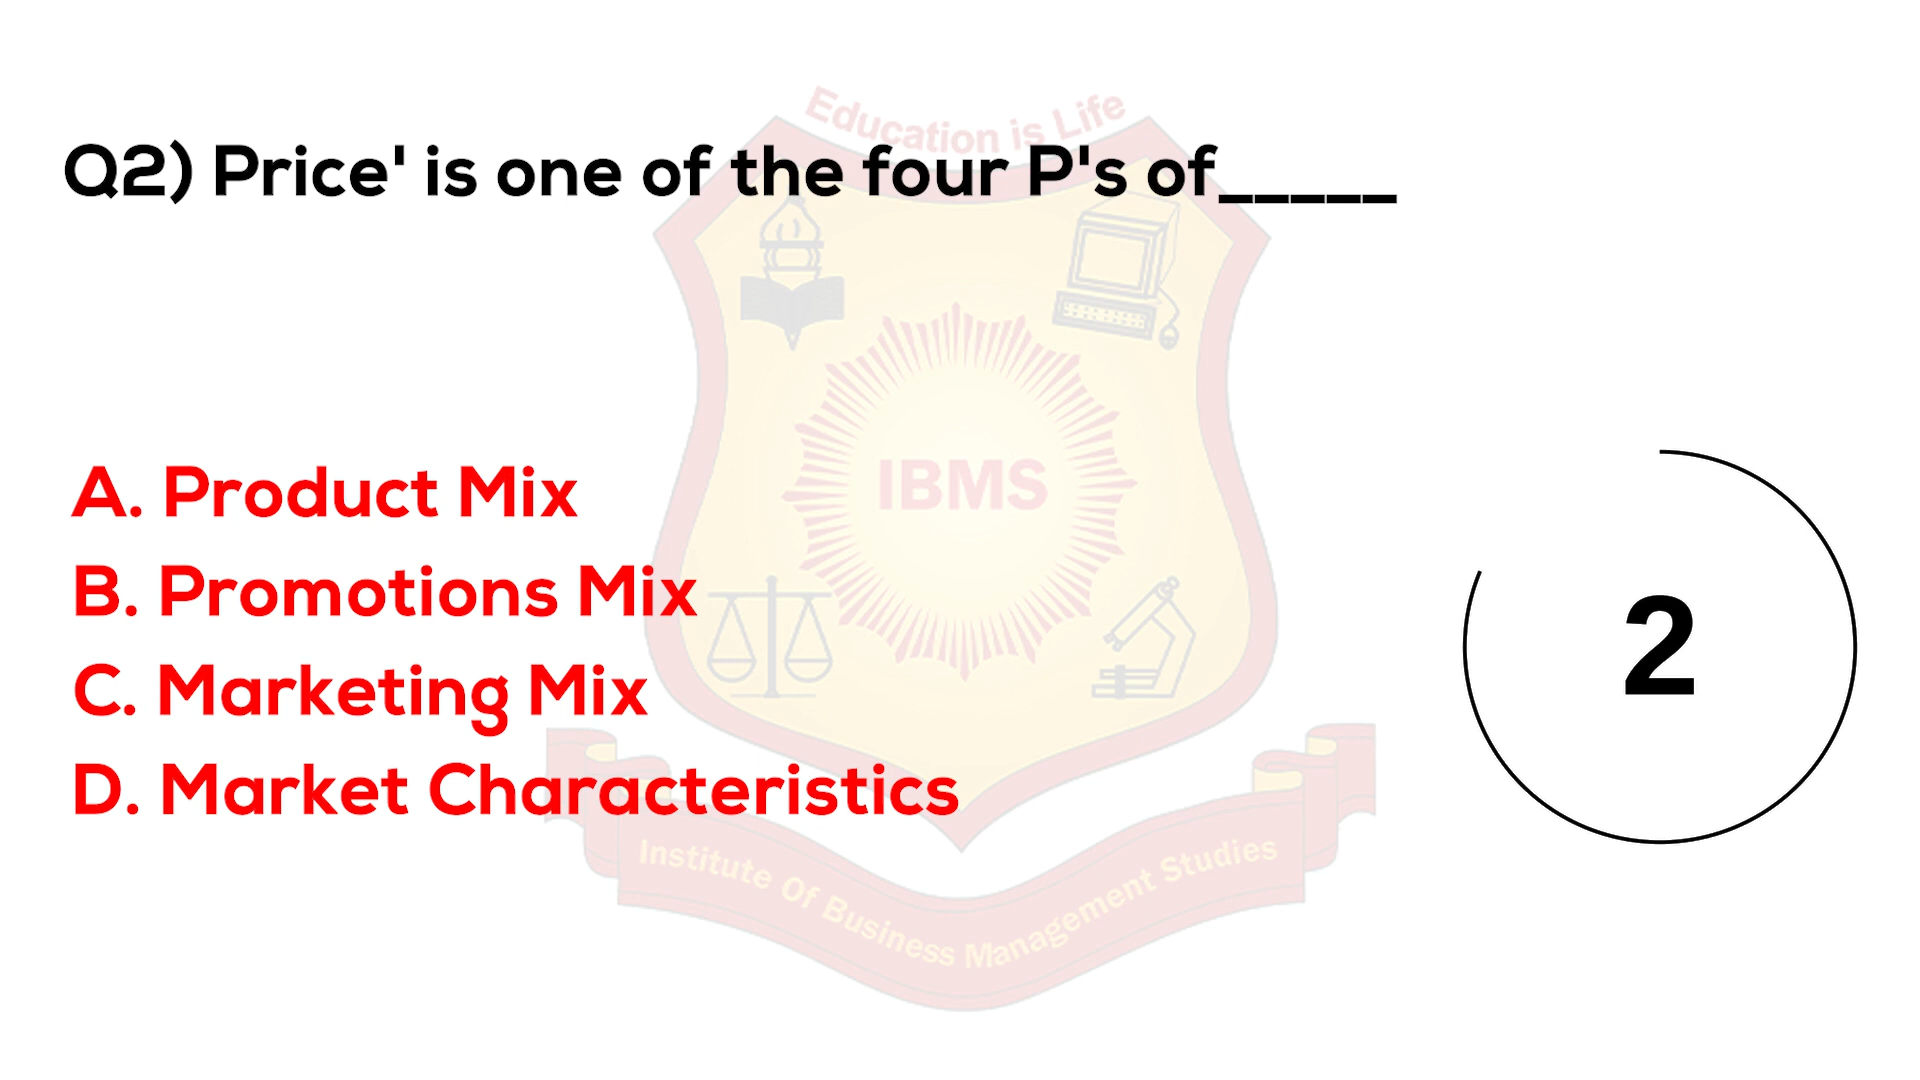 Education is Life
Q2) Price' is one of the four P's of_____
IBMS
A. Product Mix
B. Promotions Mix
C. Marketing Mix
D. Market Characteristics
2
Institute Of Business Management Studies